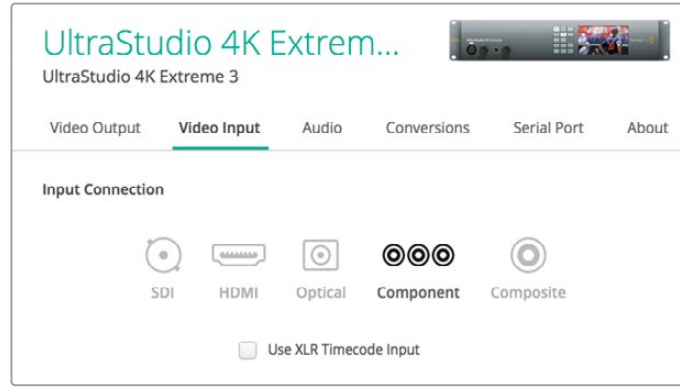 UltraStudio 4K Extrem...
UltraStudio 4K Extreme 3
Video Output Video Input Audio Conversions Serial Port About
Input Connection
SDI HDMI Optical Component Composite
Use XLR Timecode Input